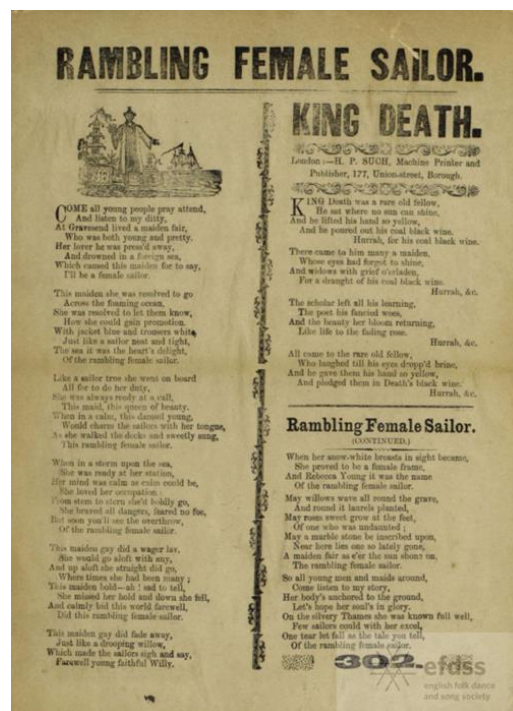 RAMBLING FEMALE SAILOR.
COME all young people pray attend,
And listen to my ditty,
At Gravesend lived a maiden fair,
Who was both young and pretty.
Her lover he was press'd away,
And drowned in a foreign sea,
Which caused this maiden for to say,
I'll be a female sailor.
This maiden she was resolved to go
Across the foaming ocean,
She was resolved to let them know,
How she could gain promotion.
With jacket blue and trousers white,
Just like a sailor neat and tight,
The sea it was the heart's delight,
Of the rambling female sailor.
Like a sailor true she went on board
All for to do her duty,
She was always ready at a call,
This maid, this queen of beauty.
When in a calm, this damsel young,
Would charm the sailors with her tongue,
As she walked the decks and sweetly sung,
This rambling female sailor.
When in a storm upon the sea,
She was ready at her station,
Her mind was calm as calm could be,
She loved her occupation:
From stem to stern she'd boldly go,
She braved all dangers, feared no foe,
But soon you'll see the overthrow,
Of the rambling female sailor.
This maiden gay did a wager lay,
She would go aloft with any,
And up aloft she straight did go,
Where times she had been many;
This maiden bold—ah! sad to tell,
She missed her hold and down she fell,
And calmly bid this world farewell,
Did this rambling female sailor.
This maiden gay did fade away,
Just like a drooping willow,
Which made the sailors sigh and say,
Farewell young faithful Willy.
KING DEATH.
London:—H. P. SUCH, Machine Printer and
Publisher, 177, Union-street, Borough.
KING Death was a rare old fellow,
He sat where no sun can shine,
And he lifted his hand so yellow,
And he poured out his coal black wine.
Hurrah, for his coal black wine.
There came to him many a maiden,
Whose eyes had forgot to shine,
And widows with grief o'erladen,
For a draught of his coal black wine.
Hurrah, &c.
The scholar left all his learning,
The poet his fancied woes,
And the beauty her bloom returning,
Like life to the fading rose.
Hurrah, &c.
All came to the rare old fellow,
Who laughed till his eyes dropp'd brine,
And he gave them his hand so yellow,
And pledged them in Death's black wine.
Hurrah, &c.
Rambling Female Sailor.
(CONTINUED.)
When her snow-white breasts in sight became,
She proved to be a female frame,
And Rebecca Young it was the name
Of the rambling female sailor.
May willows wave all round the grave,
And round it laurels planted,
May roses sweet grow at the feet,
Of one who was undaunted;
May a marble stone be inscribed upon,
Near here lies one so lately gone,
A maiden fair as e'er the sun shone on,
The rambling female sailor.
So all young men and maids around,
Come listen to my story,
Her body's anchored to the ground,
Let's hope her soul's in glory.
On the silvery Thames she was known full well,
Few sailors could with her excel,
One tear let fall as the tale you tell,
Of the rambling female sailor.
302.
efdss
english folk dance
and song society